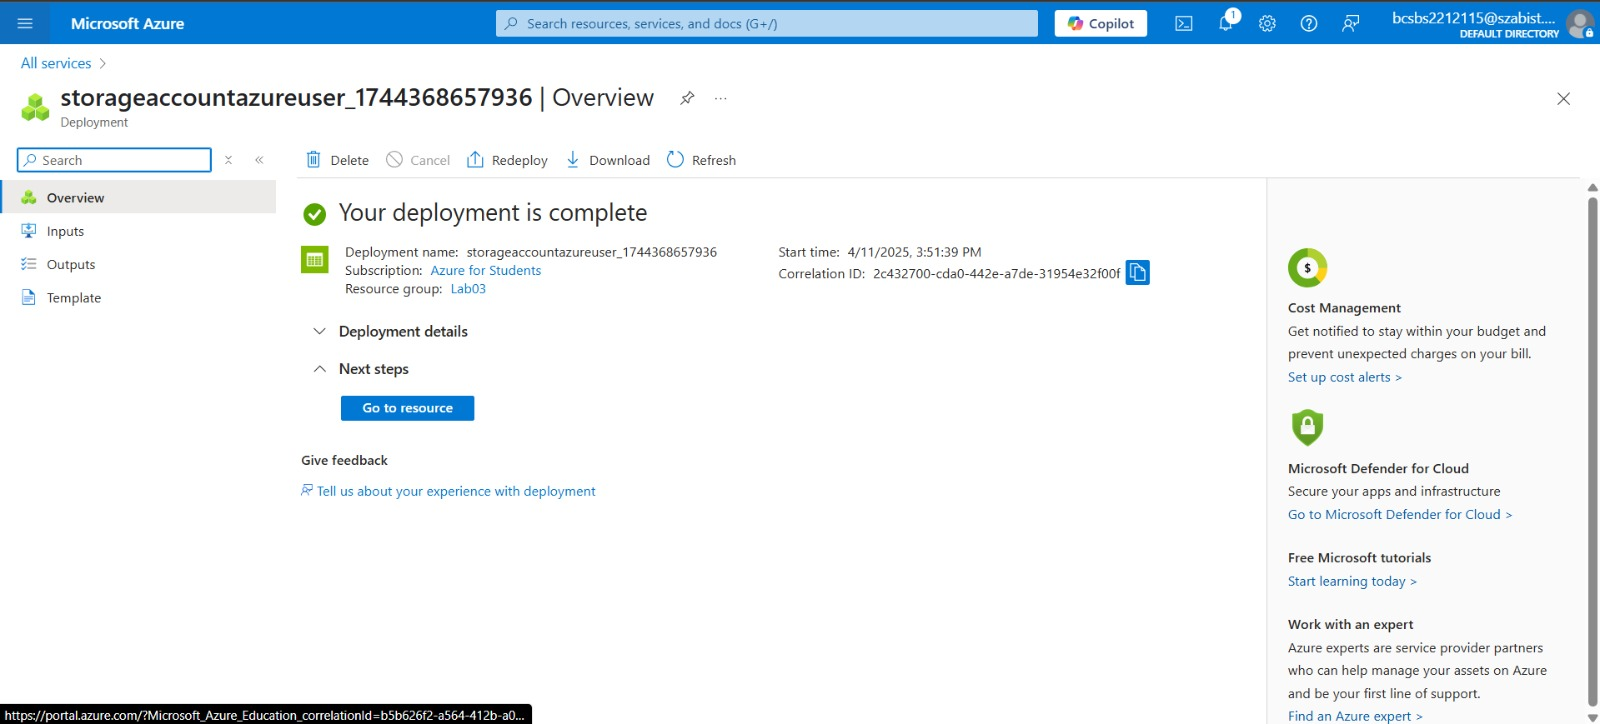 Microsoft Azure
Search resources, services, and docs (G+/)
Copilot
1
bcsbs2212115@szabist....
DEFAULT DIRECTORY
All services >
storageaccountazureuser_1744368657936 | Overview ...
Deployment
Search
Delete Cancel Redeploy Download Refresh
Overview
Inputs
Outputs
Template
Your deployment is complete
Deployment name: storageaccountazureuser_1744368657936
Subscription: Azure for Students
Resource group: Lab03
Start time: 4/11/2025, 3:51:39 PM
Correlation ID: 2c432700-cda0-442e-a7de-31954e32f00f
Deployment details
Next steps
Go to resource
Give feedback
Tell us about your experience with deployment
$
Cost Management
Get notified to stay within your budget and
prevent unexpected charges on your bill.
Set up cost alerts >
Microsoft Defender for Cloud
Secure your apps and infrastructure
Go to Microsoft Defender for Cloud >
Free Microsoft tutorials
Start learning today >
Work with an expert
Azure experts are service provider partners
who can help manage your assets on Azure
and be your first line of support.
Find an Azure expert >
https://portal.azure.com/?Microsoft_Azure_Education_correlationId=b5b626f2-a564-412b-a0...